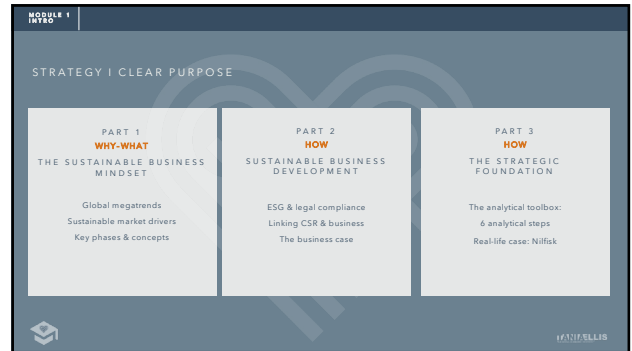 MODULE 1
INTRO
STRATEGY I CLEAR PURPOSE
PART 1
WHY-WHAT
THE SUSTAINABLE BUSINESS
MINDSET
Global megatrends
Sustainable market drivers
Key phases & concepts
PART 2
HOW
SUSTAINABLE BUSINESS
DEVELOPMENT
ESG & legal compliance
Linking CSR & business
The business case
PART 3
HOW
THE STRATEGIC
FOUNDATION
The analytical toolbox:
6 analytical steps
Real-life case: Nilfisk